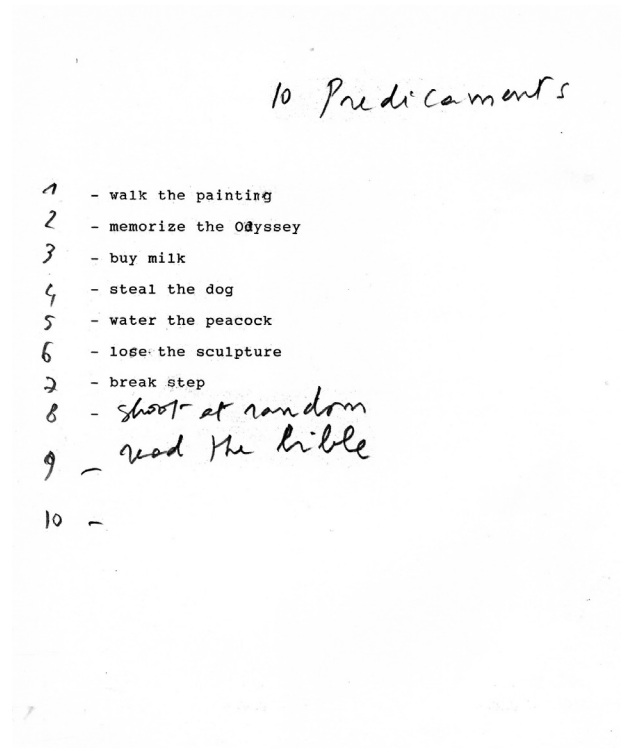 10 Predicaments
1 - walk the painting
2 - memorize the Odyssey
3 - buy milk
4 - steal the dog
5 - water the peacock
6 - lose the sculpture
7 - break step
8 - shoot at random
9 - read the bible
10 -